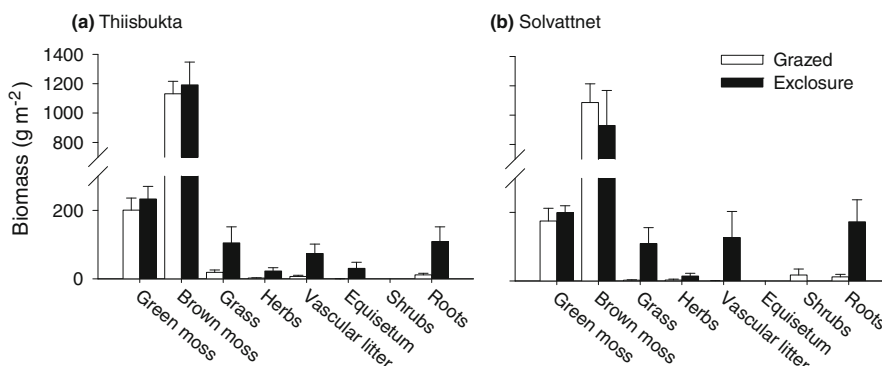 (a) Thiisbukta
(b) Solvattnet
Grazed
Exclosure
Biomass (g m-2)
1400
1200
1000
800
200
0
Green moss
Brown moss
Grass
Herbs
Vascular litter
Equisetum
Shrubs
Roots
Green moss
Brown moss
Grass
Herbs
Vascular litter
Equisetum
Shrubs
Roots